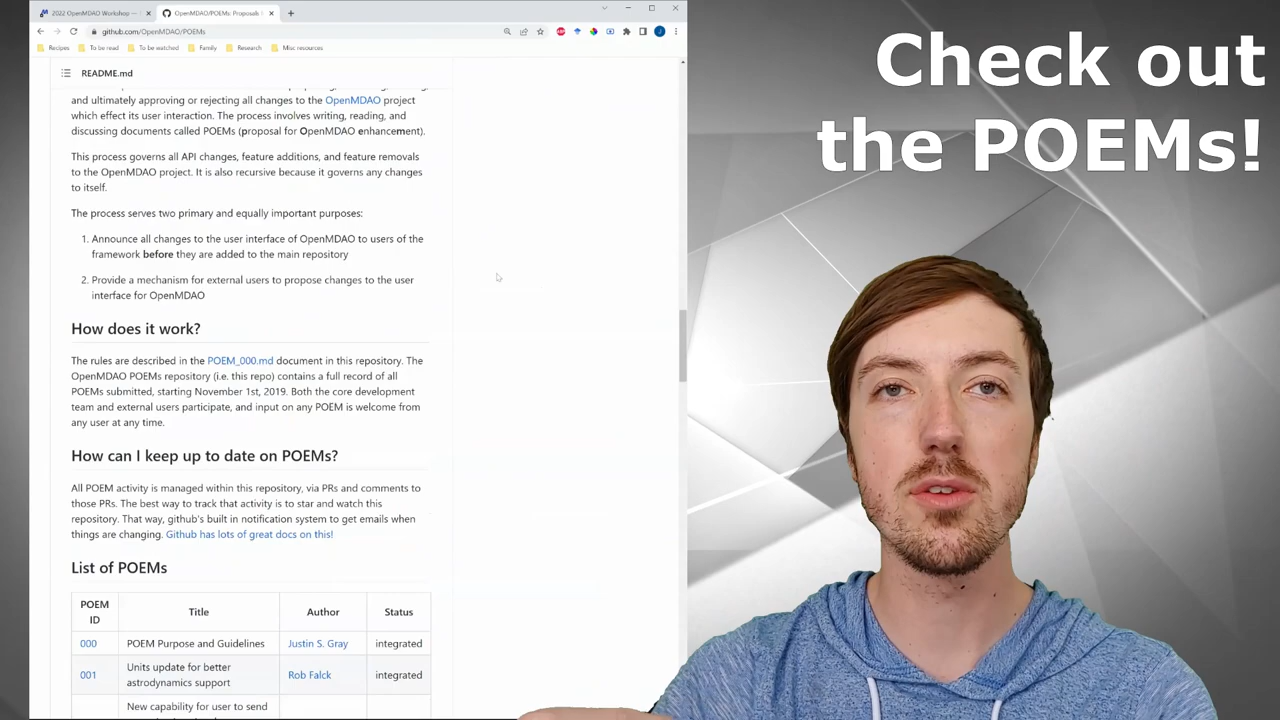 2022 OpenMDAO Workshop —
OpenMDAO/POEMs: Proposals
github.com/OpenMDAO/POEMs
Recipes
To be read
To be watched
Family
Research
Misc resources
README.md
and ultimately approving or rejecting all changes to the OpenMDAO project
which effect its user interaction. The process involves writing, reading, and
discussing documents called POEMs (proposal for OpenMDAO enhancement).
This process governs all API changes, feature additions, and feature removals
to the OpenMDAO project. It is also recursive because it governs any changes
to itself.
The process serves two primary and equally important purposes:
1. Announce all changes to the user interface of OpenMDAO to users of the
framework before they are added to the main repository
2. Provide a mechanism for external users to propose changes to the user
interface for OpenMDAO
How does it work?
The rules are described in the POEM_000.md document in this repository. The
OpenMDAO POEMs repository (i.e. this repo) contains a full record of all
POEMs submitted, starting November 1st, 2019. Both the core development
team and external users participate, and input on any POEM is welcome from
any user at any time.
How can I keep up to date on POEMs?
All POEM activity is managed within this repository, via PRs and comments to
those PRs. The best way to track that activity is to star and watch this
repository. That way, github's built in notification system to get emails when
things are changing. Github has lots of great docs on this!
List of POEMs
POEM
ID
Title
Author
Status
000
POEM Purpose and Guidelines
Justin S. Gray
integrated
001
Units update for better
astrodynamics support
Rob Falck
integrated
New capability for user to send
Check out
the POEMs!